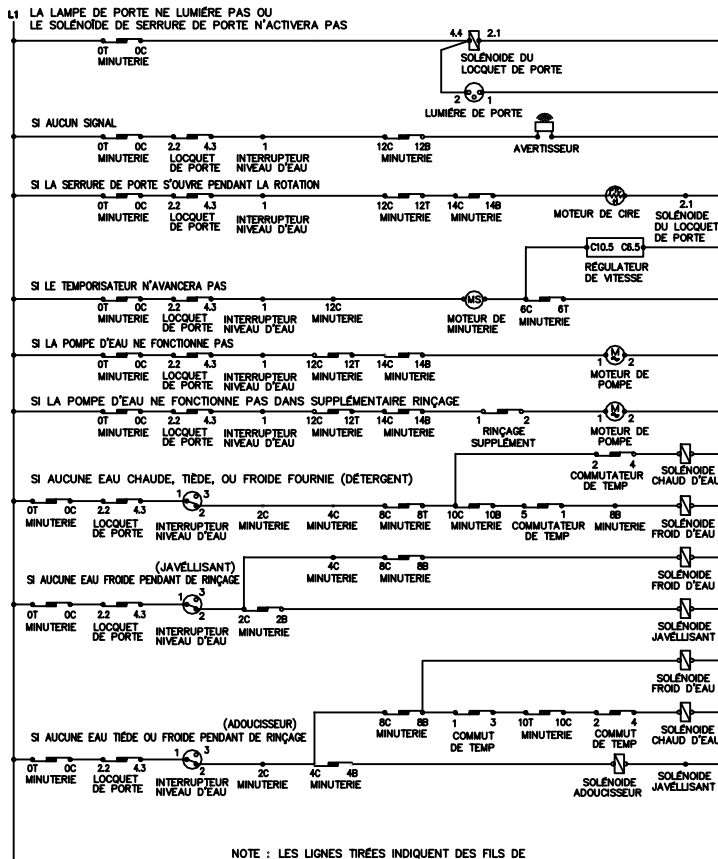 L1 LA LAMPE DE PORTE NE LUMIÉRE PAS OU
LE SOLÉNOÏDE DE SERRURE DE PORTE N'ACTIVERA PAS
4.4 2.1
0T 0C
MINUTERIE
SOLÉNOIDE DU
LOCQUET DE PORTE
2 1
LUMIÉRE DE PORTE
SI AUCUN SIGNAL
0T 0C 2.2 4.3 1 12C 12B
MINUTERIE LOCQUET DE PORTE INTERRUPTEUR NIVEAU D'EAU MINUTERIE AVERTISSEUR
SI LA SERRURE DE PORTE S'OUVRE PENDANT LA ROTATION
0T 0C 2.2 4.3 1 12C 12T 14C 14B 2.1
MINUTERIE LOCQUET DE PORTE INTERRUPTEUR NIVEAU D'EAU MINUTERIE MINUTERIE MOTEUR DE CIRE SOLÉNOIDE DU LOCQUET DE PORTE
C10.5 C6.5
RÉGULATEUR
DE VITESSE
SI LE TEMPORISATEUR N'AVANCERA PAS
0T 0C 2.2 4.3 1 12C MS 6C 6T
MINUTERIE LOCQUET DE PORTE INTERRUPTEUR NIVEAU D'EAU MINUTERIE MOTEUR DE MINUTERIE MINUTERIE
SI LA POMPE D'EAU NE FONCTIONNE PAS
0T 0C 2.2 4.3 1 12C 12T 14C 14B 1 M 2
MINUTERIE LOCQUET DE PORTE INTERRUPTEUR NIVEAU D'EAU MINUTERIE MINUTERIE MOTEUR DE POMPE
SI LA POMPE D'EAU NE FONCTIONNE PAS DANS SUPPLÉMENTAIRE RINÇAGE
0T 0C 2.2 4.3 1 12C 12T 14C 14B 1 2 1 M 2
MINUTERIE LOCQUET DE PORTE INTERRUPTEUR NIVEAU D'EAU MINUTERIE MINUTERIE RINÇAGE SUPPLÉMENT MOTEUR DE POMPE
2 4
COMMUTATEUR DE TEMP SOLÉNOIDE CHAUD D'EAU
SI AUCUNE EAU CHAUDE, TIÈDE, OU FROIDE FOURNIE (DÉTERGENT)
0T 0C 2.2 4.3 1 3 2 2C 4C 8C 8T 10C 10B 5 1 8B
MINUTERIE LOCQUET DE PORTE INTERRUPTEUR NIVEAU D'EAU MINUTERIE MINUTERIE MINUTERIE MINUTERIE COMMUTATEUR DE TEMP MINUTERIE SOLÉNOIDE FROID D'EAU
(JAVÉLLISANT)
4C 8C 8B
MINUTERIE MINUTERIE SOLÉNOIDE FROID D'EAU
SI AUCUNE EAU FROIDE PENDANT DE RINÇAGE
0T 0C 2.2 4.3 1 3 2 2C 2B
MINUTERIE LOCQUET DE PORTE INTERRUPTEUR NIVEAU D'EAU MINUTERIE SOLÉNOIDE JAVÉLLISANT
SOLÉNOIDE FROID D'EAU
(ADOUCISSEUR)
8C 8B 1 3 10T 10C 2 4
MINUTERIE COMMUT DE TEMP MINUTERIE COMMUT DE TEMP SOLÉNOIDE CHAUD D'EAU
SI AUCUNE EAU TIÉDE OU FROIDE PENDANT DE RINÇAGE
0T 0C 2.2 4.3 1 3 2 2C 4C 4B
MINUTERIE LOCQUET DE PORTE INTERRUPTEUR NIVEAU D'EAU MINUTERIE MINUTERIE SOLÉNOIDE ADOUCISSEUR SOLÉNOIDE JAVÉLLISANT
NOTE : LES LIGNES TIRÉES INDIQUENT DES FILS DE